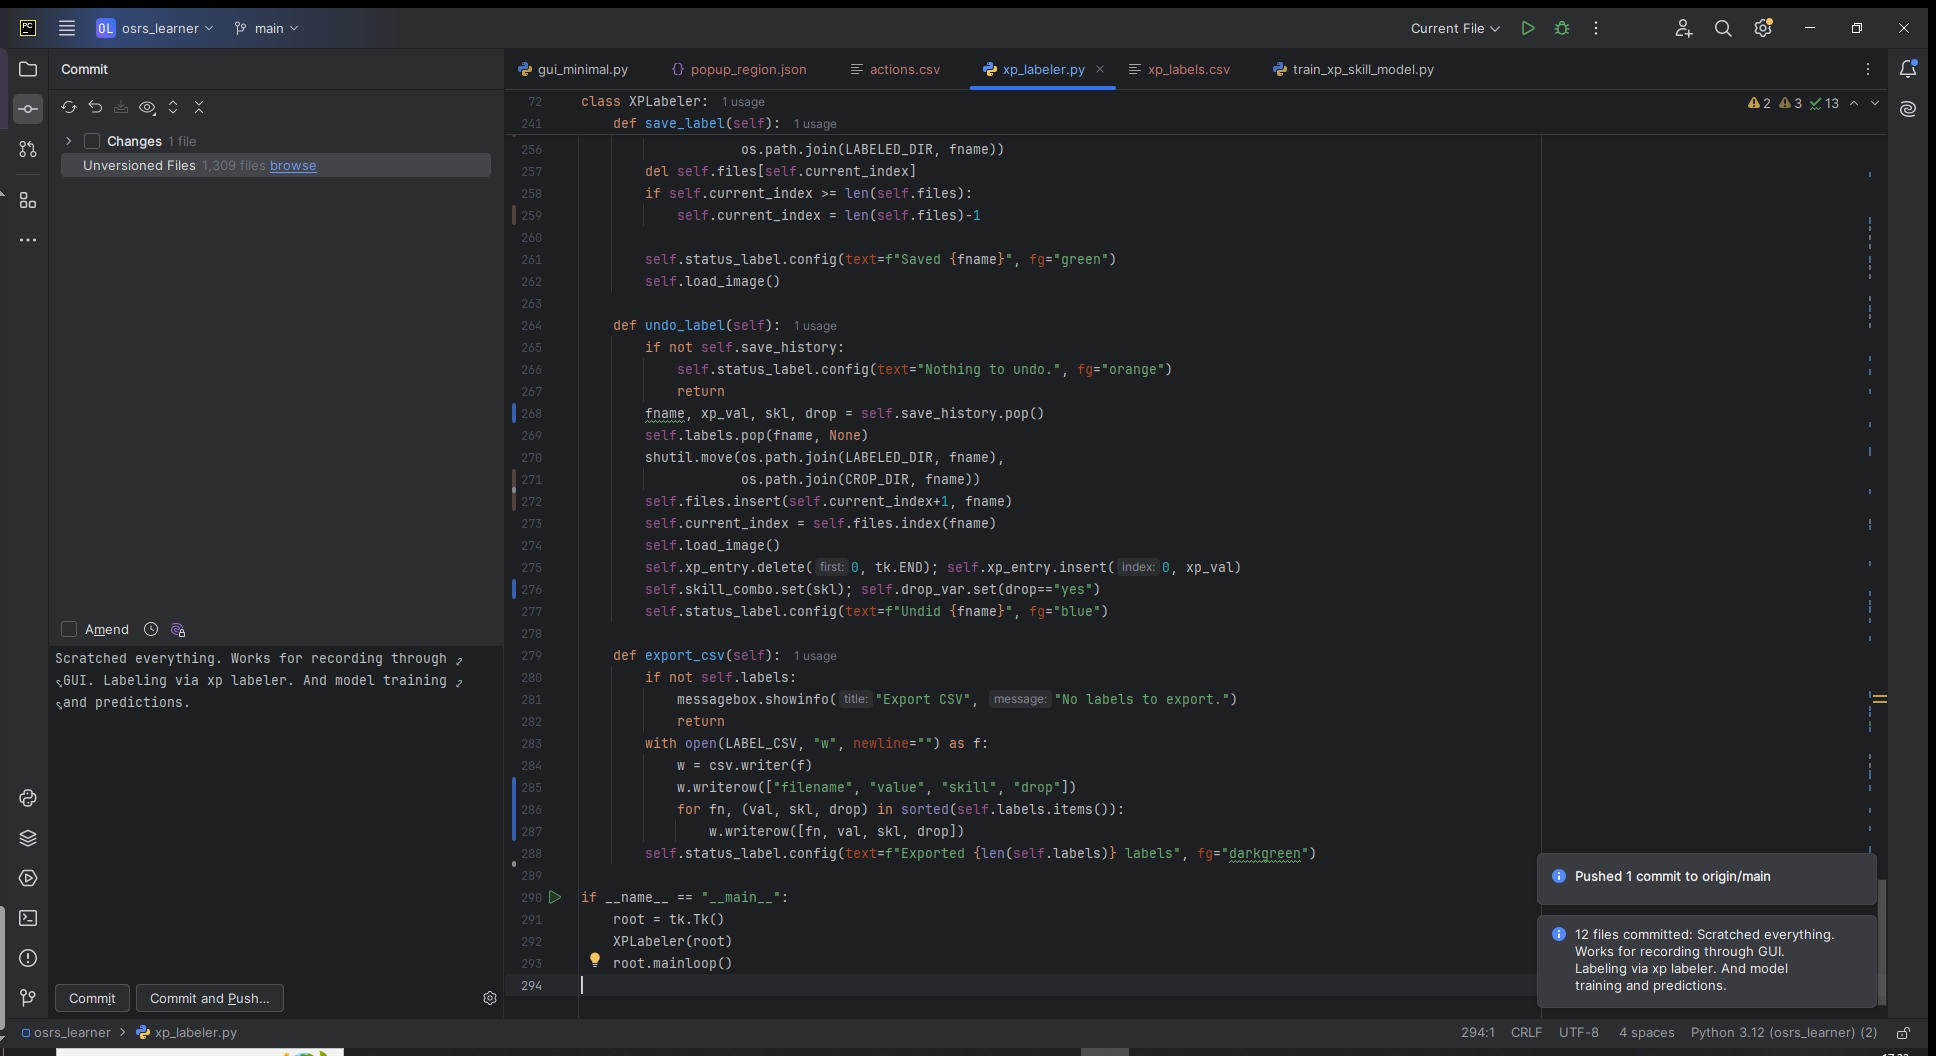 PC
OL osrs_learner main
Current File
Commit
gui_minimal.py popup_region.json actions.csv xp_labeler.py xp_labels.csv train_xp_skill_model.py
Changes 1 file
Unversioned Files 1,309 files browse
2 3 13
72 class XPLabeler: 1 usage
241 def save_label(self): 1 usage
256 os.path.join(LABELED_DIR, fname))
257 del self.files[self.current_index]
258 if self.current_index >= len(self.files):
259 self.current_index = len(self.files)-1
260
261 self.status_label.config(text=f"Saved {fname}", fg="green")
262 self.load_image()
263
264 def undo_label(self): 1 usage
265 if not self.save_history:
266 self.status_label.config(text="Nothing to undo.", fg="orange")
267 return
268 fname, xp_val, skl, drop = self.save_history.pop()
269 self.labels.pop(fname, None)
270 shutil.move(os.path.join(LABELED_DIR, fname),
271 os.path.join(CROP_DIR, fname))
272 self.files.insert(self.current_index+1, fname)
273 self.current_index = self.files.index(fname)
274 self.load_image()
275 self.xp_entry.delete( first: 0, tk.END); self.xp_entry.insert( index: 0, xp_val)
276 self.skill_combo.set(skl); self.drop_var.set(drop=="yes")
277 self.status_label.config(text=f"Undid {fname}", fg="blue")
278
279 def export_csv(self): 1 usage
280 if not self.labels:
281 messagebox.showinfo( title: "Export CSV", message: "No labels to export.")
282 return
283 with open(LABEL_CSV, "w", newline="") as f:
284 w = csv.writer(f)
285 w.writerow(["filename", "value", "skill", "drop"])
286 for fn, (val, skl, drop) in sorted(self.labels.items()):
287 w.writerow([fn, val, skl, drop])
288 self.status_label.config(text=f"Exported {len(self.labels)} labels", fg="darkgreen")
289
290 if __name__ == "__main__":
291 root = tk.Tk()
292 XPLabeler(root)
293 root.mainloop()
294
Amend
Scratched everything. Works for recording through
GUI. Labeling via xp labeler. And model training
and predictions.
Commit Commit and Push...
Pushed 1 commit to origin/main
12 files committed: Scratched everything.
Works for recording through GUI.
Labeling via xp labeler. And model
training and predictions.
osrs_learner xp_labeler.py
294:1 CRLF UTF-8 4 spaces Python 3.12 (osrs_learner) (2)